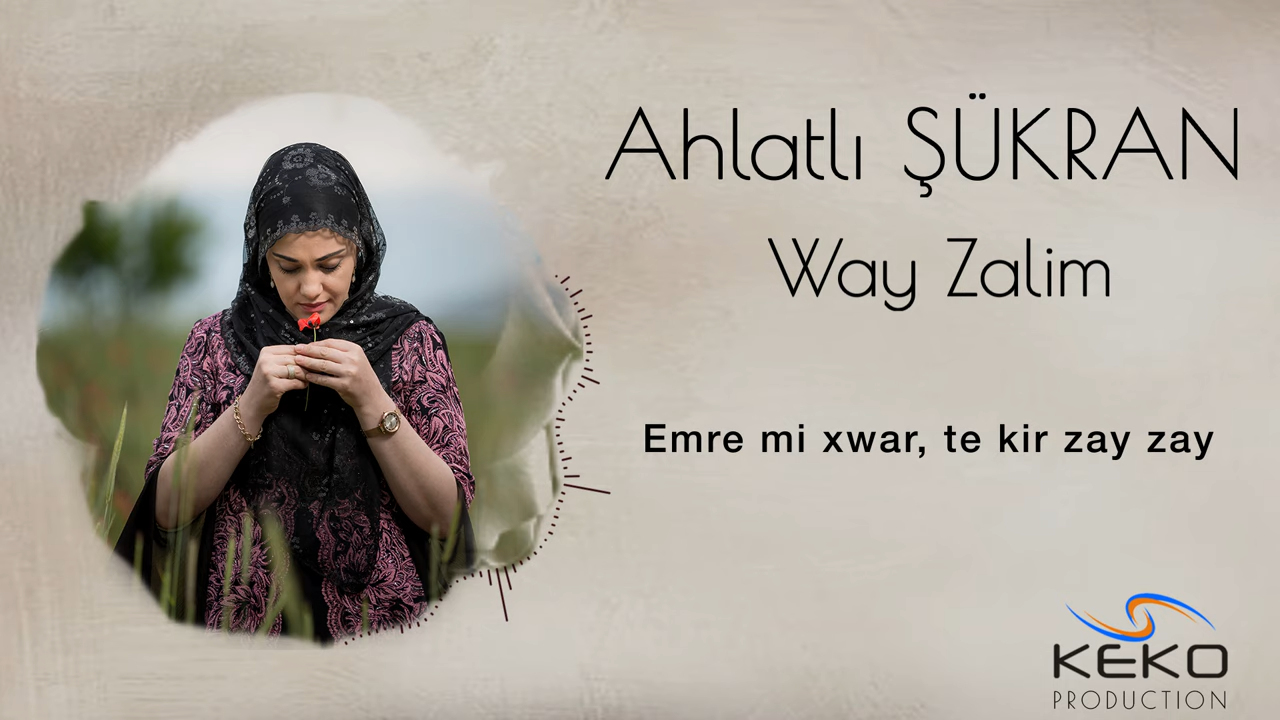 Ahlatlı ŞÜKRAN
Way Zalim
Emre mi xwar, te kir zay zay
KEKO
PRODUCTION